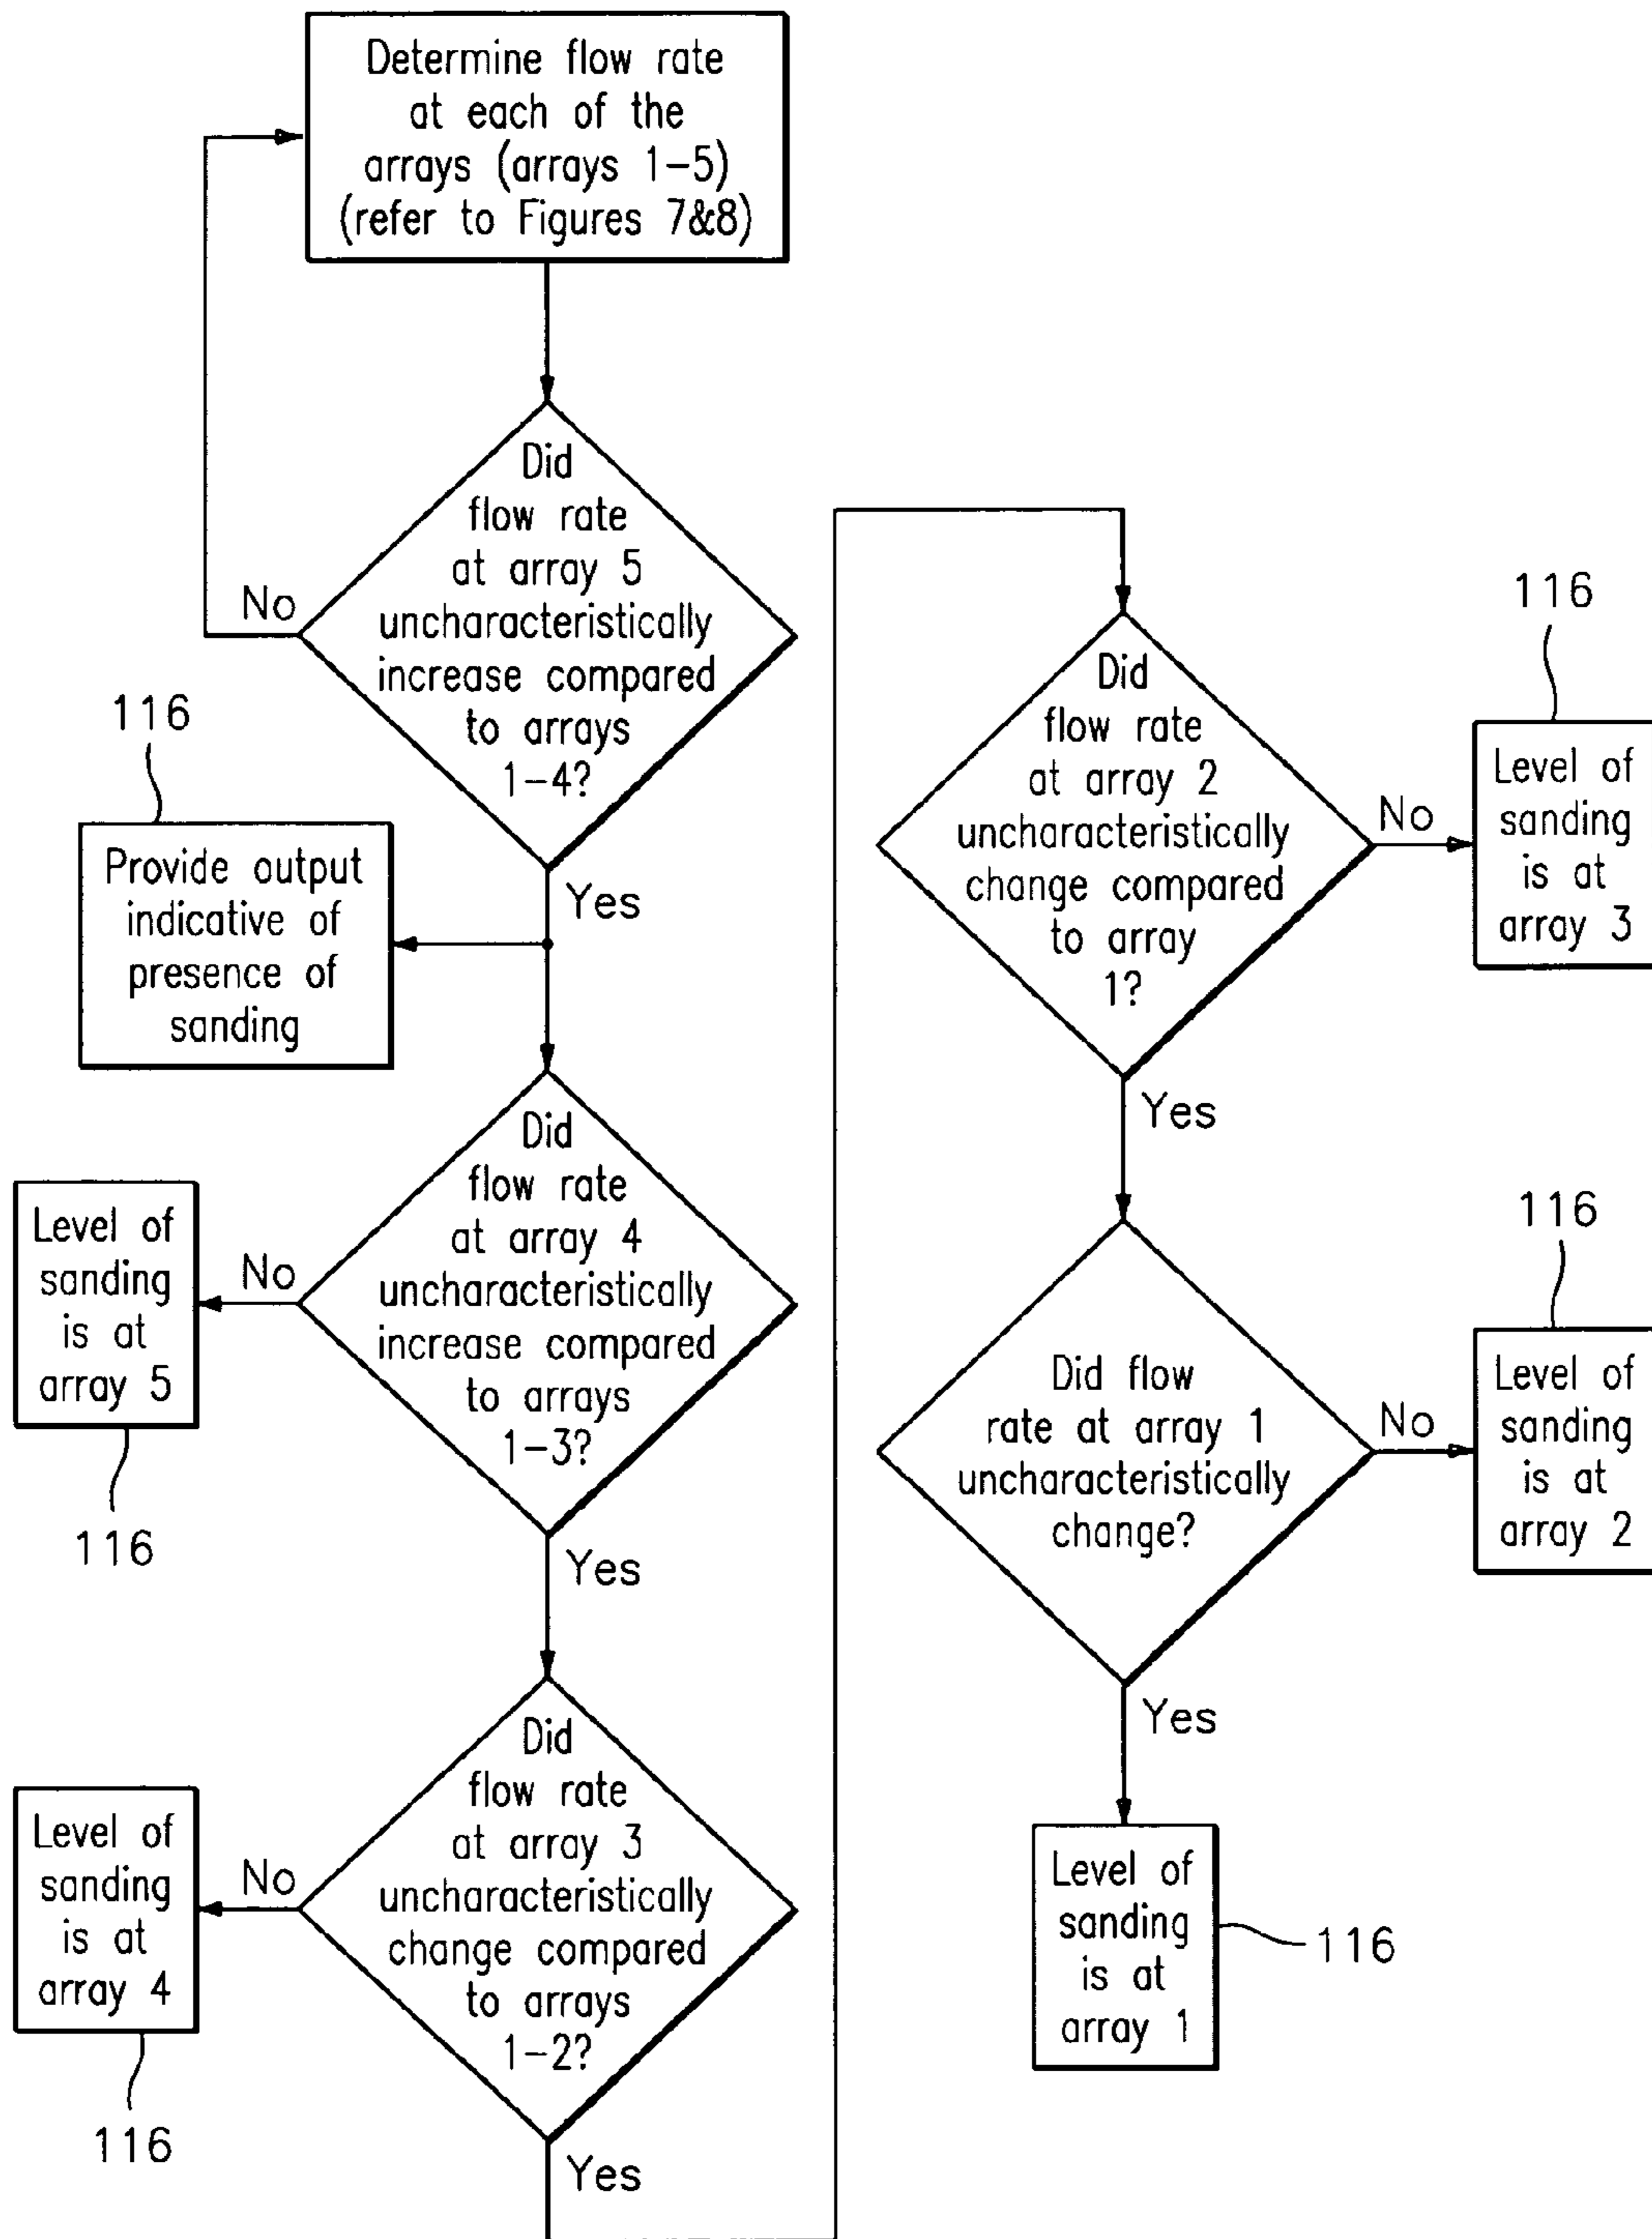 Determine flow rate
at each of the
arrays (arrays 1-5)
(refer to Figures 7&8)
Did
flow rate
at array 5
uncharacteristically
increase compared
to arrays
1-4?
No
Yes
116
Provide output
indicative of
presence of
sanding
Did
flow rate
at array 4
uncharacteristically
increase compared
to arrays
1-3?
No
Level of
sanding
is at
array 5
116
Yes
Did
flow rate
at array 3
uncharacteristically
change compared
to arrays
1-2?
No
Level of
sanding
is at
array 4
116
Yes
Did
flow rate
at array 2
uncharacteristically
change compared
to array
1?
No
116
Level of
sanding
is at
array 3
Yes
Did flow
rate at array 1
uncharacteristically
change?
No
116
Level of
sanding
is at
array 2
Yes
Level of
sanding
is at
array 1
116